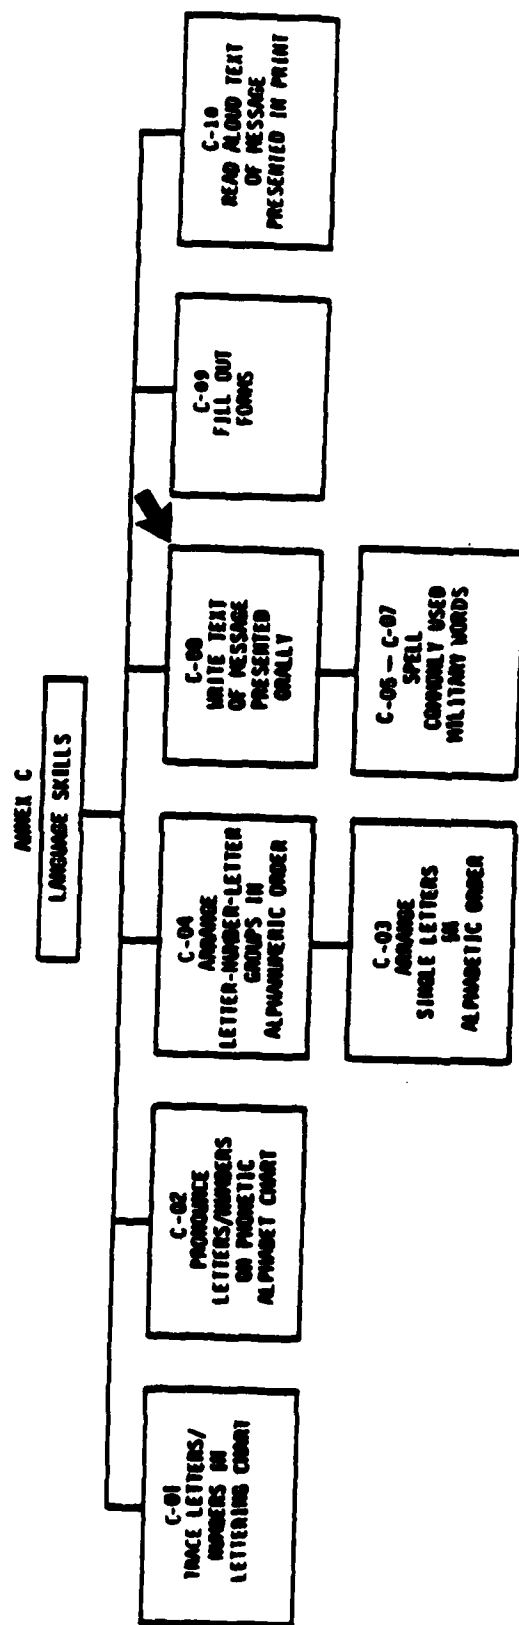 ANNEX C
LANGUAGE SKILLS
C-01
TRACE LETTERS/
NUMBERS IN
LETTERING CHART
C-02
PRONOUNCE
LETTERS/NUMBERS
ON PHONETIC
ALPHABET CHART
C-04
ARRANGE
LETTER-NUMBER-LETTER
GROUPS IN
ALPHANUMERIC ORDER
C-03
ARRANGE
SINGLE LETTERS
IN
ALPHABETIC ORDER
C-08
WRITE TEXT
OF MESSAGE
PRESENTED
ORALLY
C-06 — C-07
SPELL
COMMONLY USED
MILITARY WORDS
C-09
FILL OUT
FORMS
C-10
READ ALOUD TEXT
OF MESSAGE
PRESENTED IN PRINT